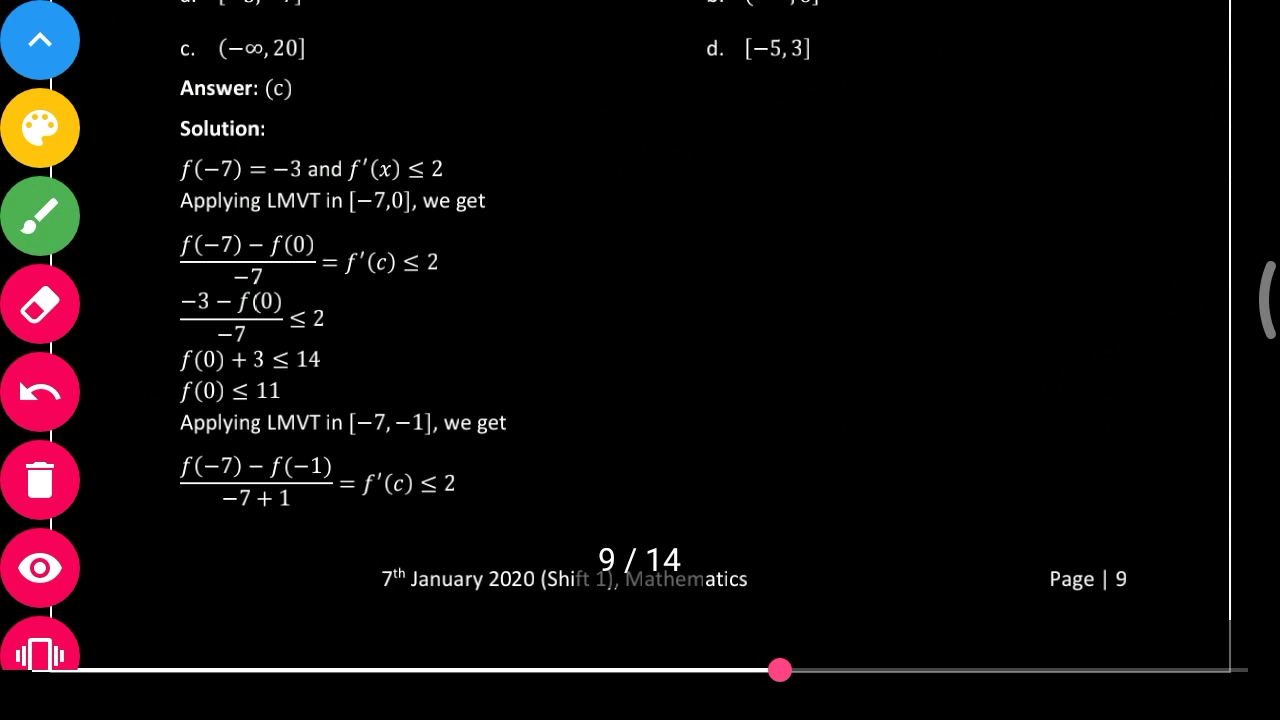 c. (−∞, 20]
d. [−5, 3]
Answer: (c)
Solution:
f(−7) = −3 and f′(x) ≤ 2
Applying LMVT in [−7,0], we get
(f(−7) − f(0))/(−7) = f′(c) ≤ 2
(−3 − f(0))/(−7) ≤ 2
f(0) + 3 ≤ 14
f(0) ≤ 11
Applying LMVT in [−7, −1], we get
(f(−7) − f(−1))/(−7 + 1) = f′(c) ≤ 2
9 / 14
7th January 2020 (Shift 1), Mathematics
Page | 9